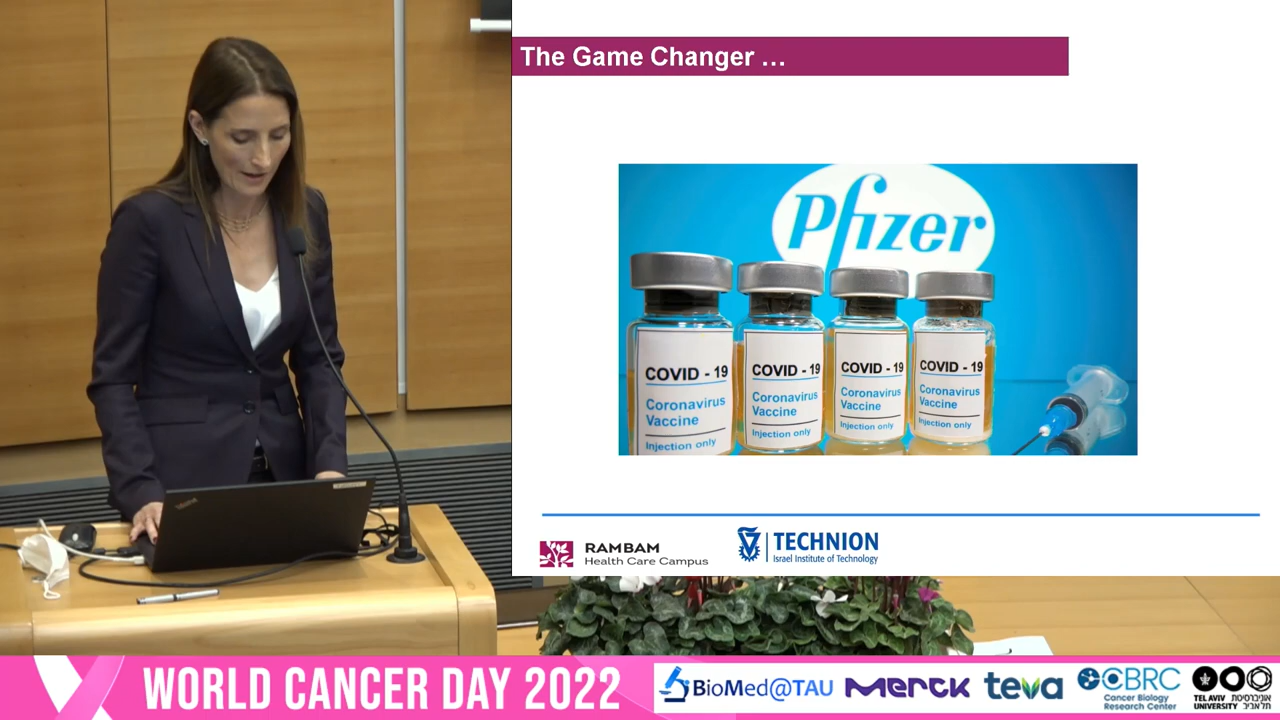 The Game Changer ...
Pfizer
COVID - 19
Coronavirus
Vaccine
Injection only
COVID - 19
Coronavirus
Vaccine
Injection only
COVID - 19
Coronavirus
Vaccine
Injection only
COVID - 19
Coronavirus
Vaccine
Injection only
RAMBAM
Health Care Campus
TECHNION
Israel Institute of Technology
ThinkPad
WORLD CANCER DAY 2022
BioMed@TAU
MERCK
teva
CBRC
Cancer Biology
Research Center
TEL AVIV אוניברסיטת
UNIVERSITY תל אביב